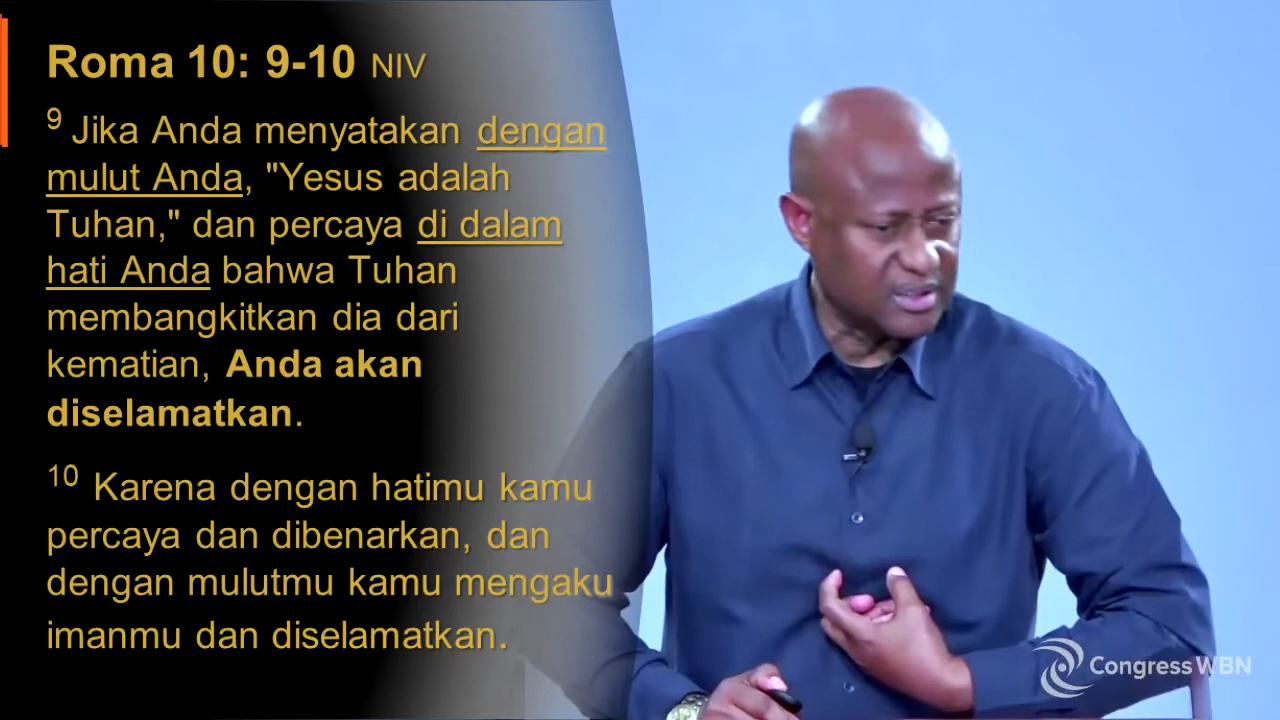 Roma 10: 9-10 NIV
9 Jika Anda menyatakan dengan
mulut Anda, "Yesus adalah
Tuhan," dan percaya di dalam
hati Anda bahwa Tuhan
membangkitkan dia dari
kematian, Anda akan
diselamatkan.
10 Karena dengan hatimu kamu
percaya dan dibenarkan, dan
dengan mulutmu kamu mengaku
imanmu dan diselamatkan.
CongressWBN